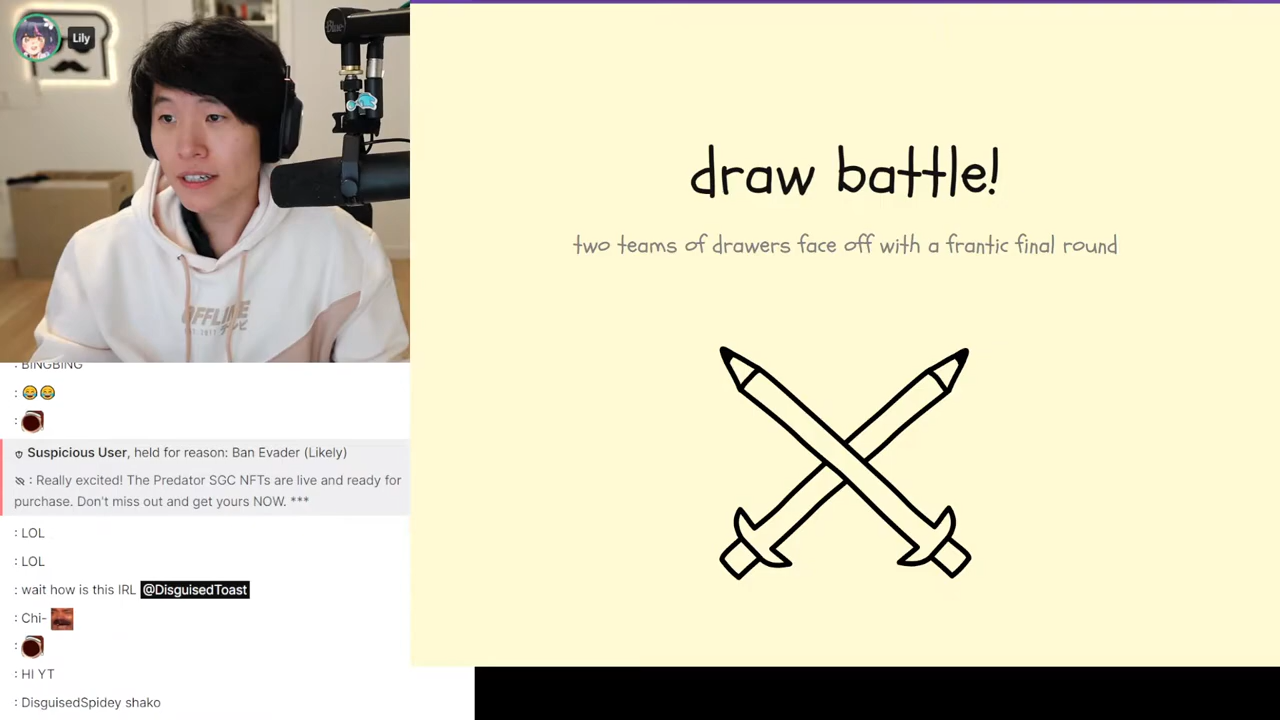 Lily
Blue
OFFLINE
draw battle!
two teams of drawers face off with a frantic final round
: BINGBING
:
:
Suspicious User, held for reason: Ban Evader (Likely)
: Really excited! The Predator SGC NFTs are live and ready for
purchase. Don't miss out and get yours NOW. ***
: LOL
: LOL
: wait how is this IRL @DisguisedToast
: Chi-
:
: HI YT
: DisguisedSpidey shako